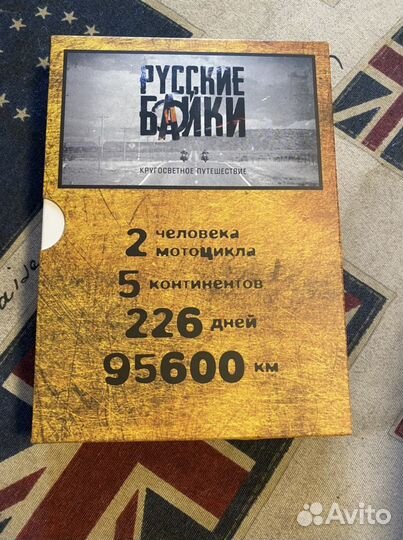 РУССКИЕ
БАЙКИ
КРУГОСВЕТНОЕ ПУТЕШЕСТВИЕ
2 человека
мотоцикла
5 континентов
226 дней
95600 км
Avito